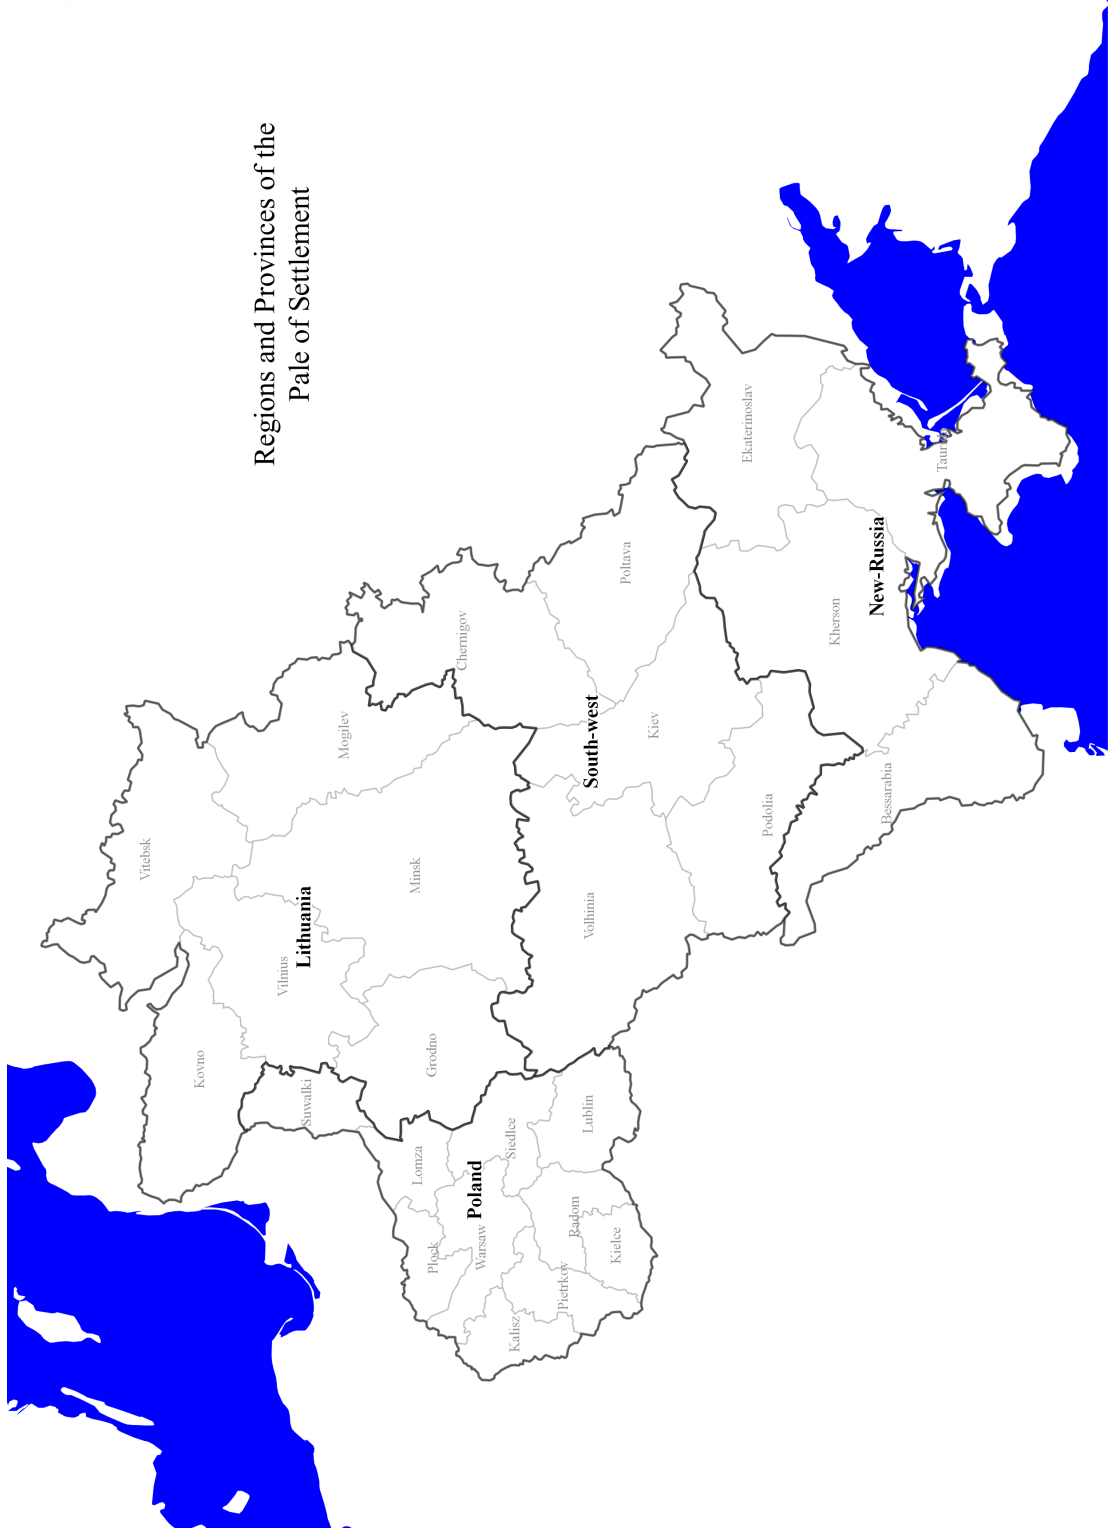 Regions and Provinces of the
Pale of Settlement
Vitebsk
Kovno
Vilnius
Lithuania
Suwalki
Mogilev
Minsk
Grodno
Chernigov
Lomza
Plock
Poland
Warsaw
Siedlce
Kalisz
Pietrkov
Radom
Kielce
Lublin
Volhinia
South-west
Poltava
Kiev
Podolia
Ekaterinoslav
Kherson
New-Russia
Bessarabia